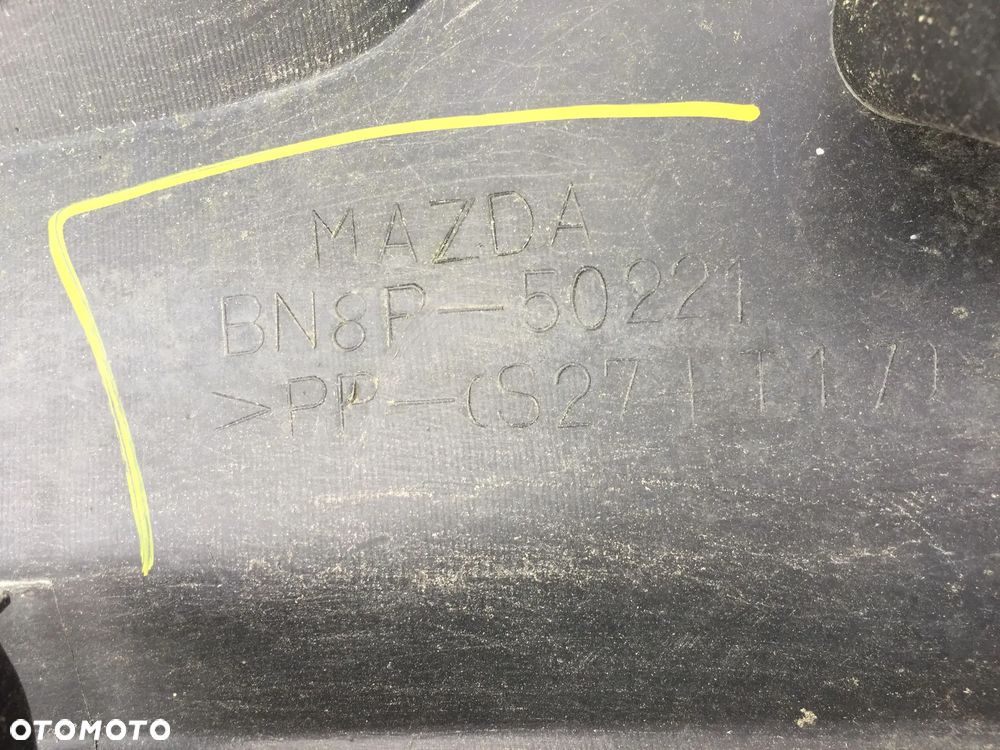 MAZDA
BN8P-50221
>PP-(S27
OTOMOTO